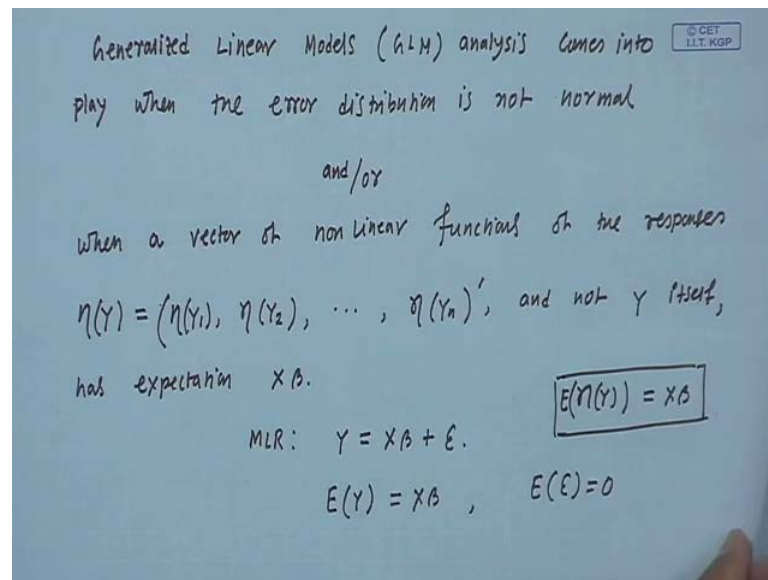 Generalized Linear Models (GLM) analysis comes into
© CET
I.I.T. KGP
play when the error distribution is not normal
and/or
when a vector of non linear functions of the responses
η(Y) = (η(Y₁), η(Y₂), ..., η(Yₙ)′, and not Y itself,
has expectation Xβ.
E(η(Y)) = Xβ
MLR: Y = Xβ + ε.
E(Y) = Xβ , E(ε)=0